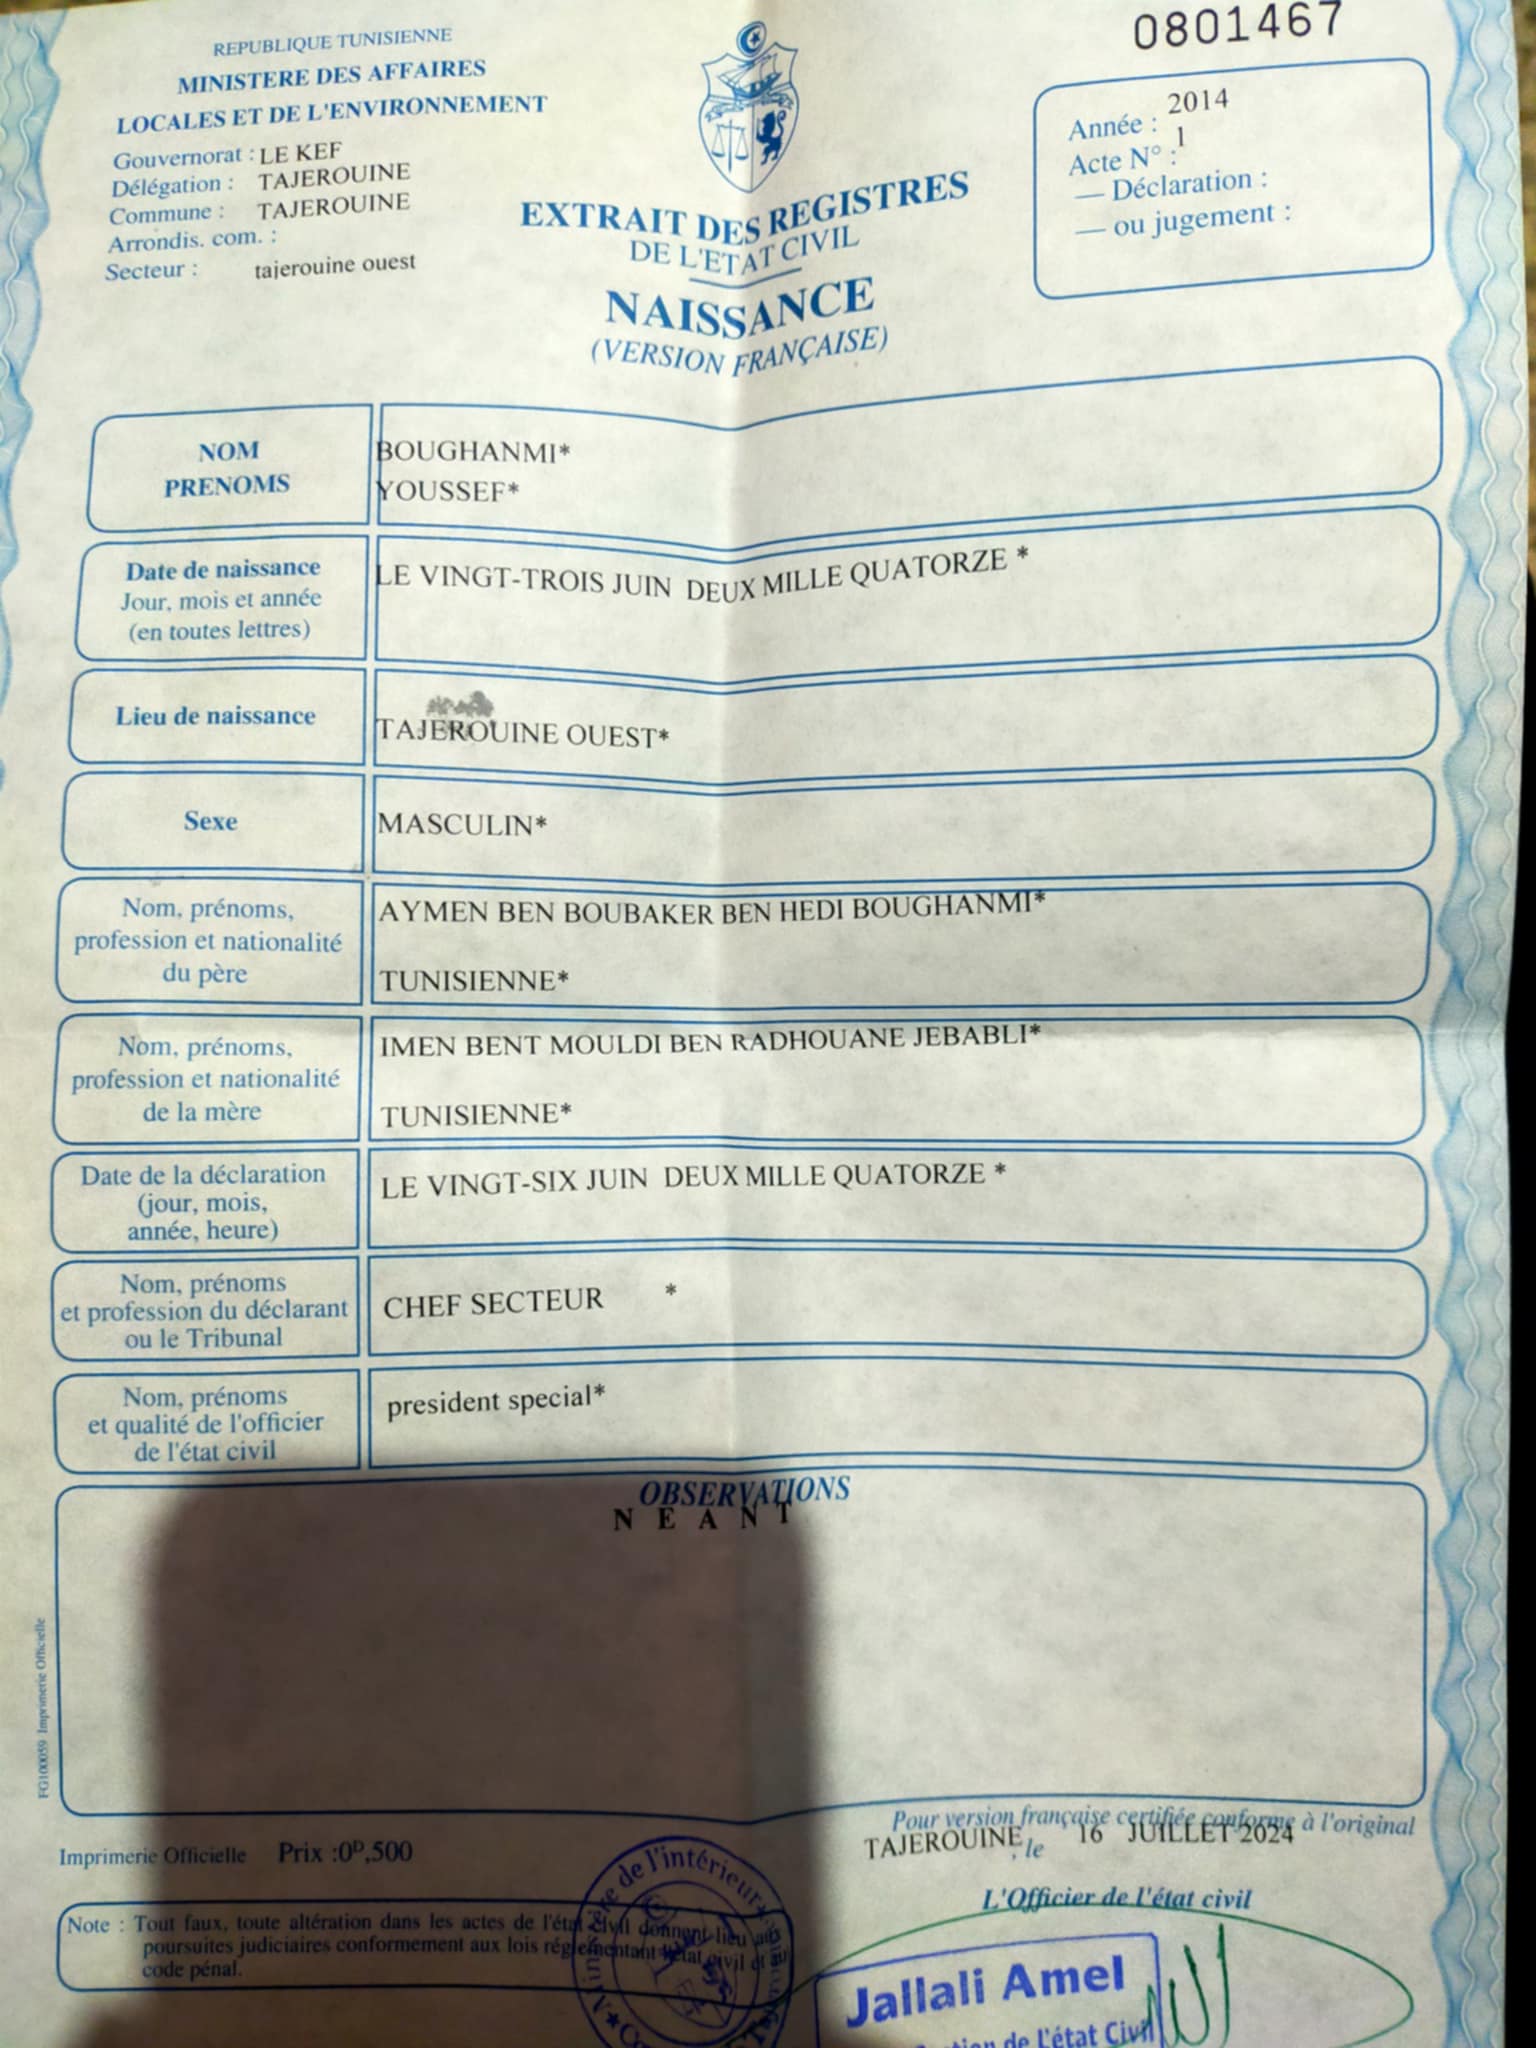 0801467
REPUBLIQUE TUNISIENNE
MINISTERE DES AFFAIRES
LOCALES ET DE L'ENVIRONNEMENT
Gouvernorat : LE KEF
Délégation : TAJEROUINE
Commune : TAJEROUINE
Arrondis. com. :
Secteur : tajerouine ouest
EXTRAIT DES REGISTRES
DE L'ETAT CIVIL
NAISSANCE
(VERSION FRANÇAISE)
Année : 2014
Acte N° : 1
— Déclaration :
— ou jugement :
NOM BOUGHANMI*
PRENOMS YOUSSEF*
Date de naissance
Jour, mois et année
(en toutes lettres)
LE VINGT-TROIS JUIN DEUX MILLE QUATORZE *
Lieu de naissance TAJEROUINE OUEST*
Sexe MASCULIN*
Nom, prénoms,
profession et nationalité
du père
AYMEN BEN BOUBAKER BEN HEDI BOUGHANMI*
TUNISIENNE*
Nom, prénoms,
profession et nationalité
de la mère
IMEN BENT MOULDI BEN RADHOUANE JEBABLI*
TUNISIENNE*
Date de la déclaration
(jour, mois,
année, heure)
LE VINGT-SIX JUIN DEUX MILLE QUATORZE *
Nom, prénoms
et profession du déclarant
ou le Tribunal
CHEF SECTEUR *
Nom, prénoms
et qualité de l'officier
de l'état civil
president special*
OBSERVATIONS
N E A N T
FG100059 Imprimerie Officielle
Pour version française certifiée conforme à l'original
TAJEROUINE, le 16 JUILLET 2024
Imprimerie Officielle Prix :0D,500
L'Officier de l'état civil
Note : Tout faux, toute altération dans les actes de l'état civil donnent lieu aux
poursuites judiciaires conformement aux lois réglementant l'état civil et au
code pénal.
Ministère de l'intérieur
Jallali Amel
de L'état Civil